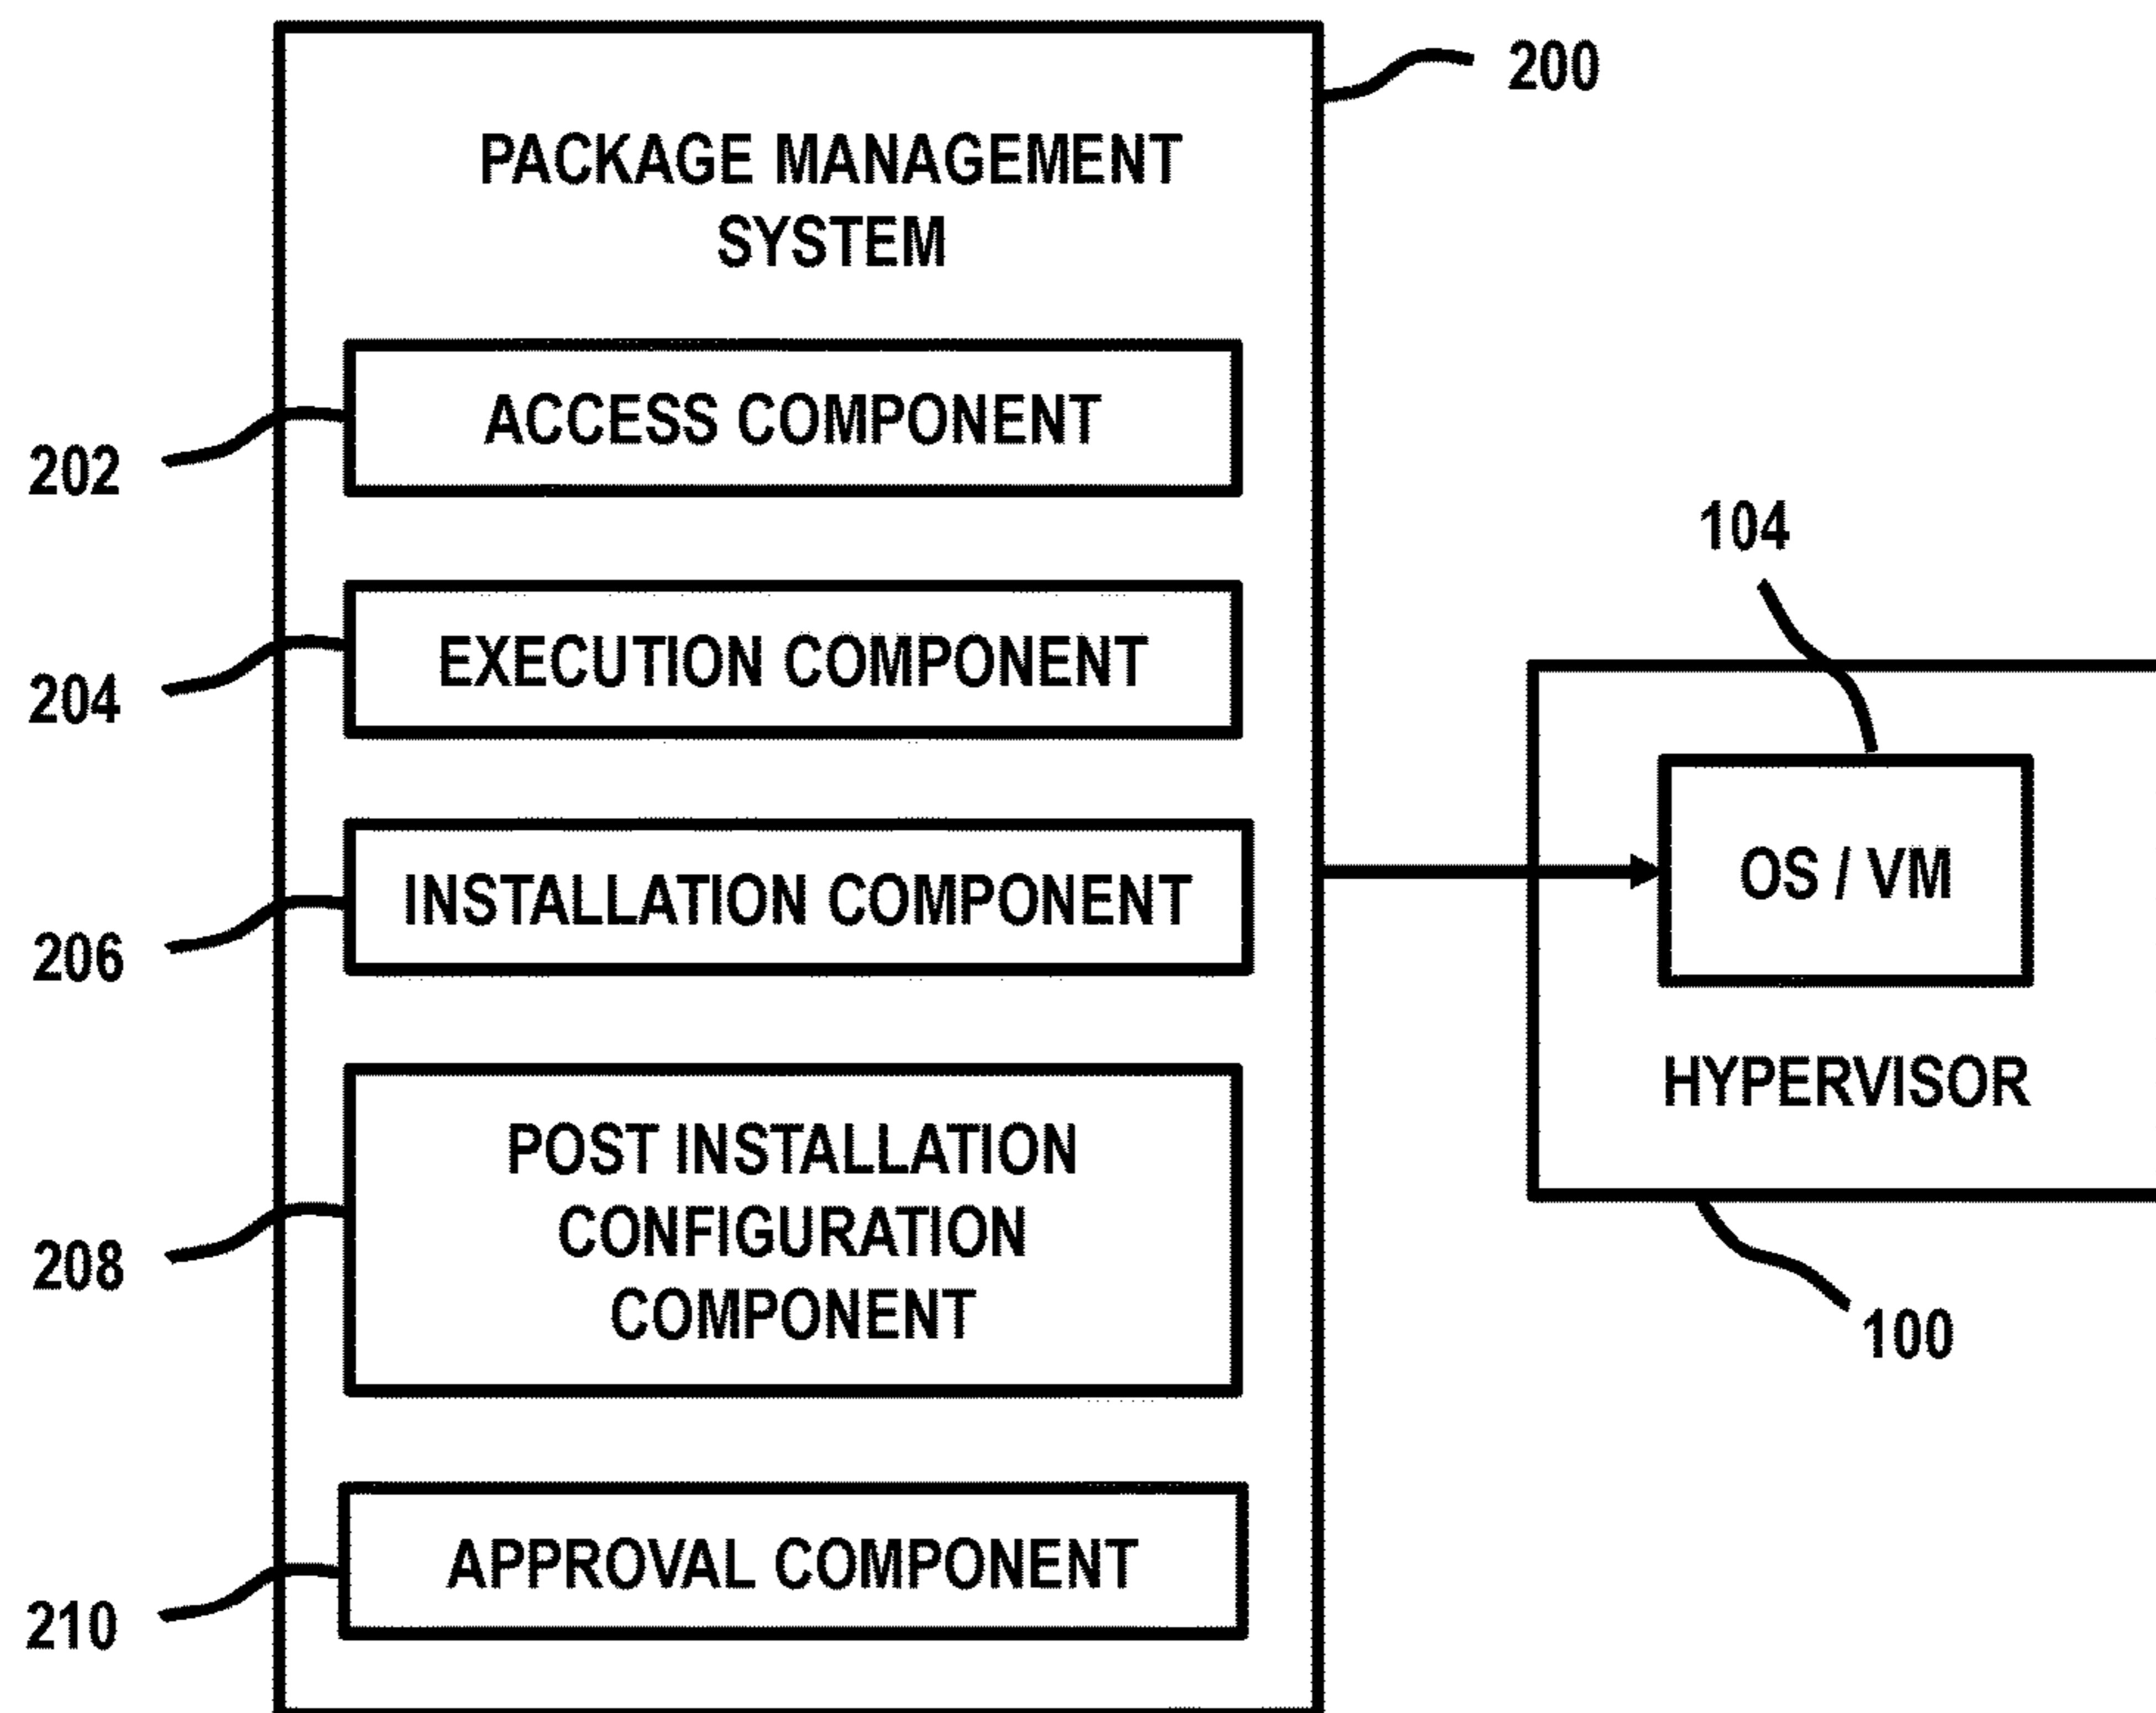 200
PACKAGE MANAGEMENT
SYSTEM
ACCESS COMPONENT
202
104
EXECUTION COMPONENT
204
INSTALLATION COMPONENT
206
OS / VM
HYPERVISOR
POST INSTALLATION
CONFIGURATION
COMPONENT
208
100
APPROVAL COMPONENT
210